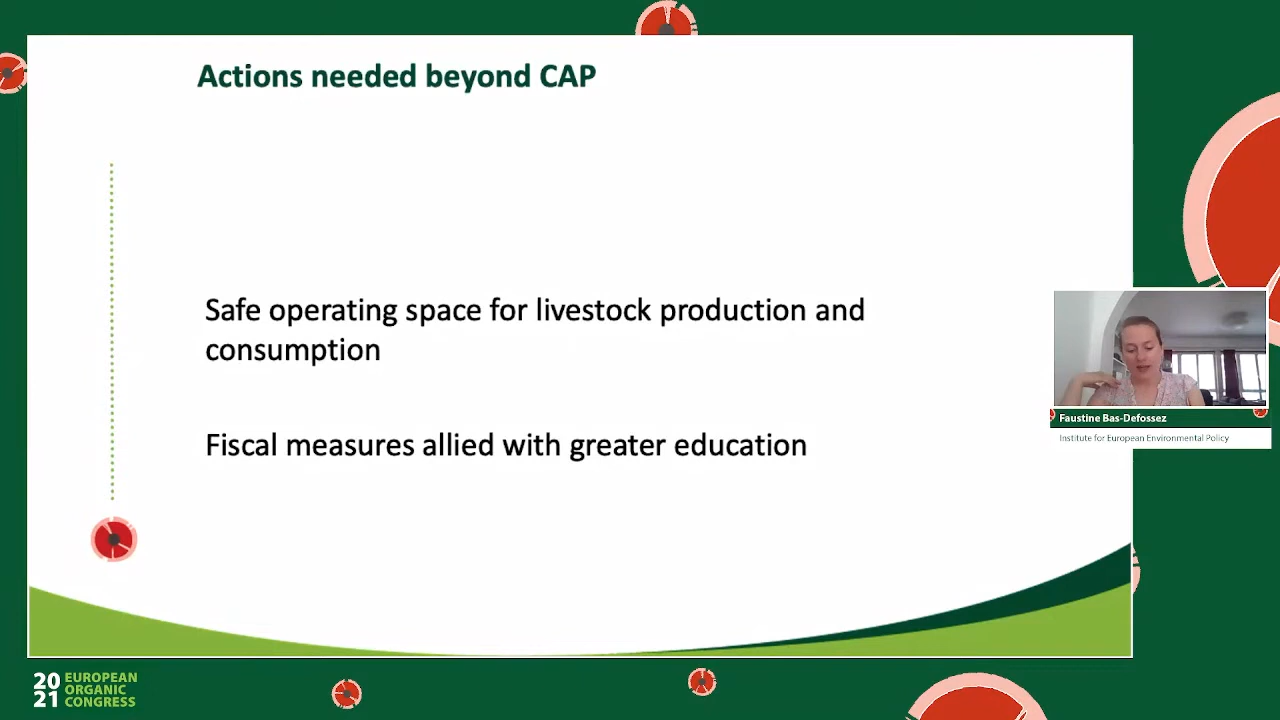 Actions needed beyond CAP
Safe operating space for livestock production and
consumption
Fiscal measures allied with greater education
Faustine Bas-Defossez
Institute for European Environmental Policy
20 EUROPEAN
ORGANIC
21 CONGRESS